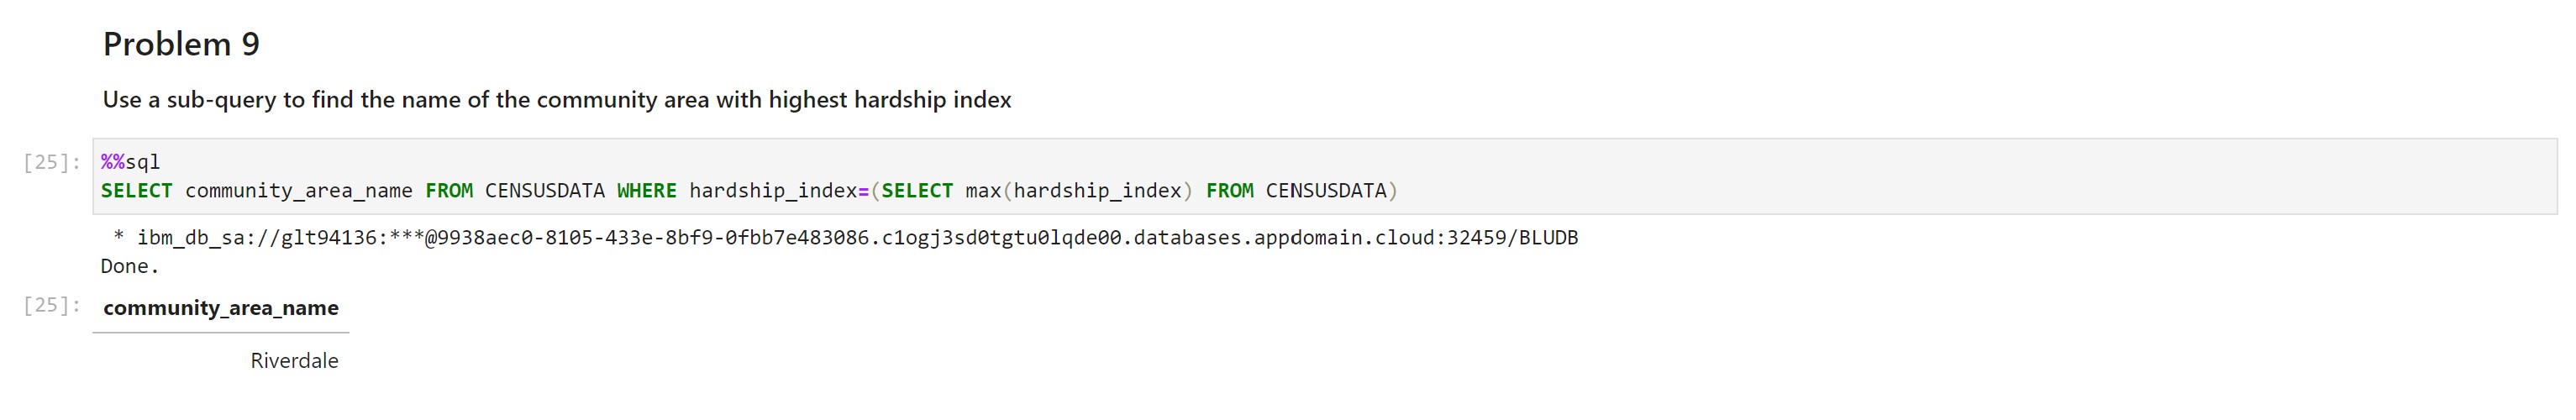 Problem 9
Use a sub-query to find the name of the community area with highest hardship index
[25]: %%sql
SELECT community_area_name FROM CENSUSDATA WHERE hardship_index=(SELECT max(hardship_index) FROM CENSUSDATA)
* ibm_db_sa://glt94136:***@9938aec0-8105-433e-8bf9-0fbb7e483086.c1ogj3sd0tgtu0lqde00.databases.appdomain.cloud:32459/BLUDB
Done.
[25]: community_area_name
Riverdale